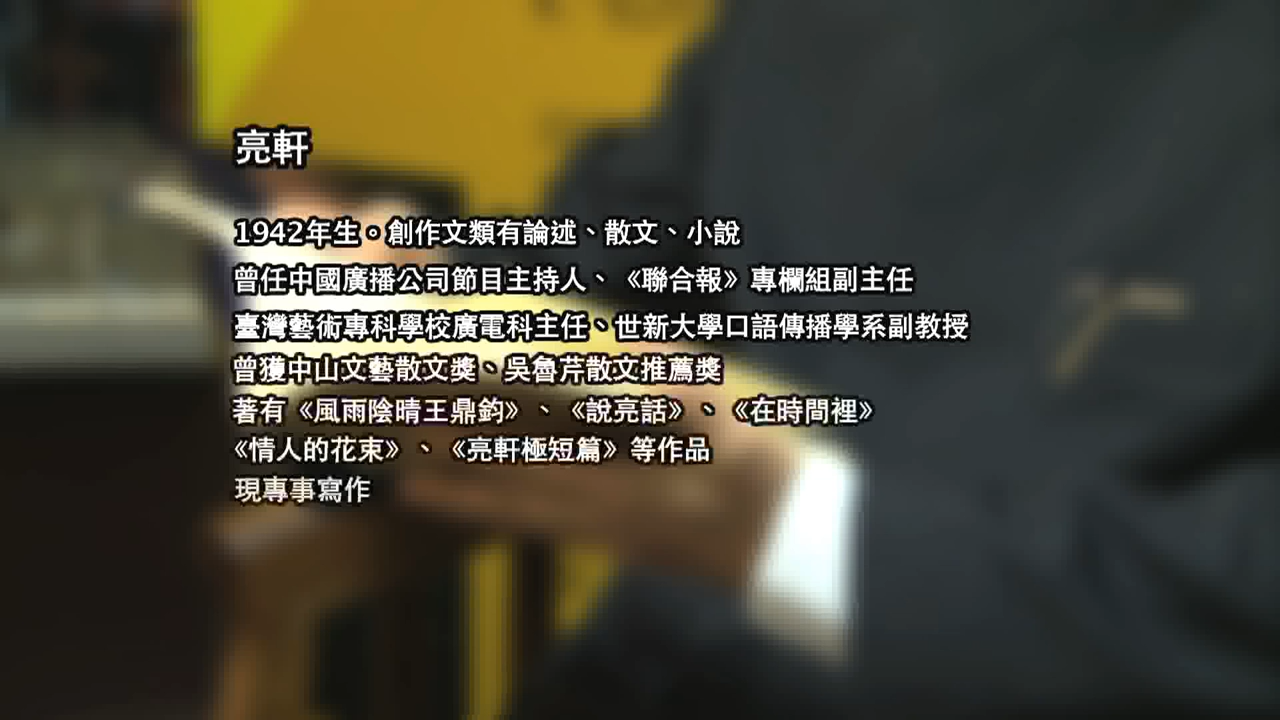 亮軒
1942年生。創作文類有論述、散文、小說
曾任中國廣播公司節目主持人、《聯合報》專欄組副主任
臺灣藝術專科學校廣電科主任、世新大學口語傳播學系副教授
曾獲中山文藝散文獎、吳魯芹散文推薦獎
著有《風雨陰晴王鼎鈞》、《說亮話》、《在時間裡》
《情人的花束》、《亮軒極短篇》等作品
現專事寫作